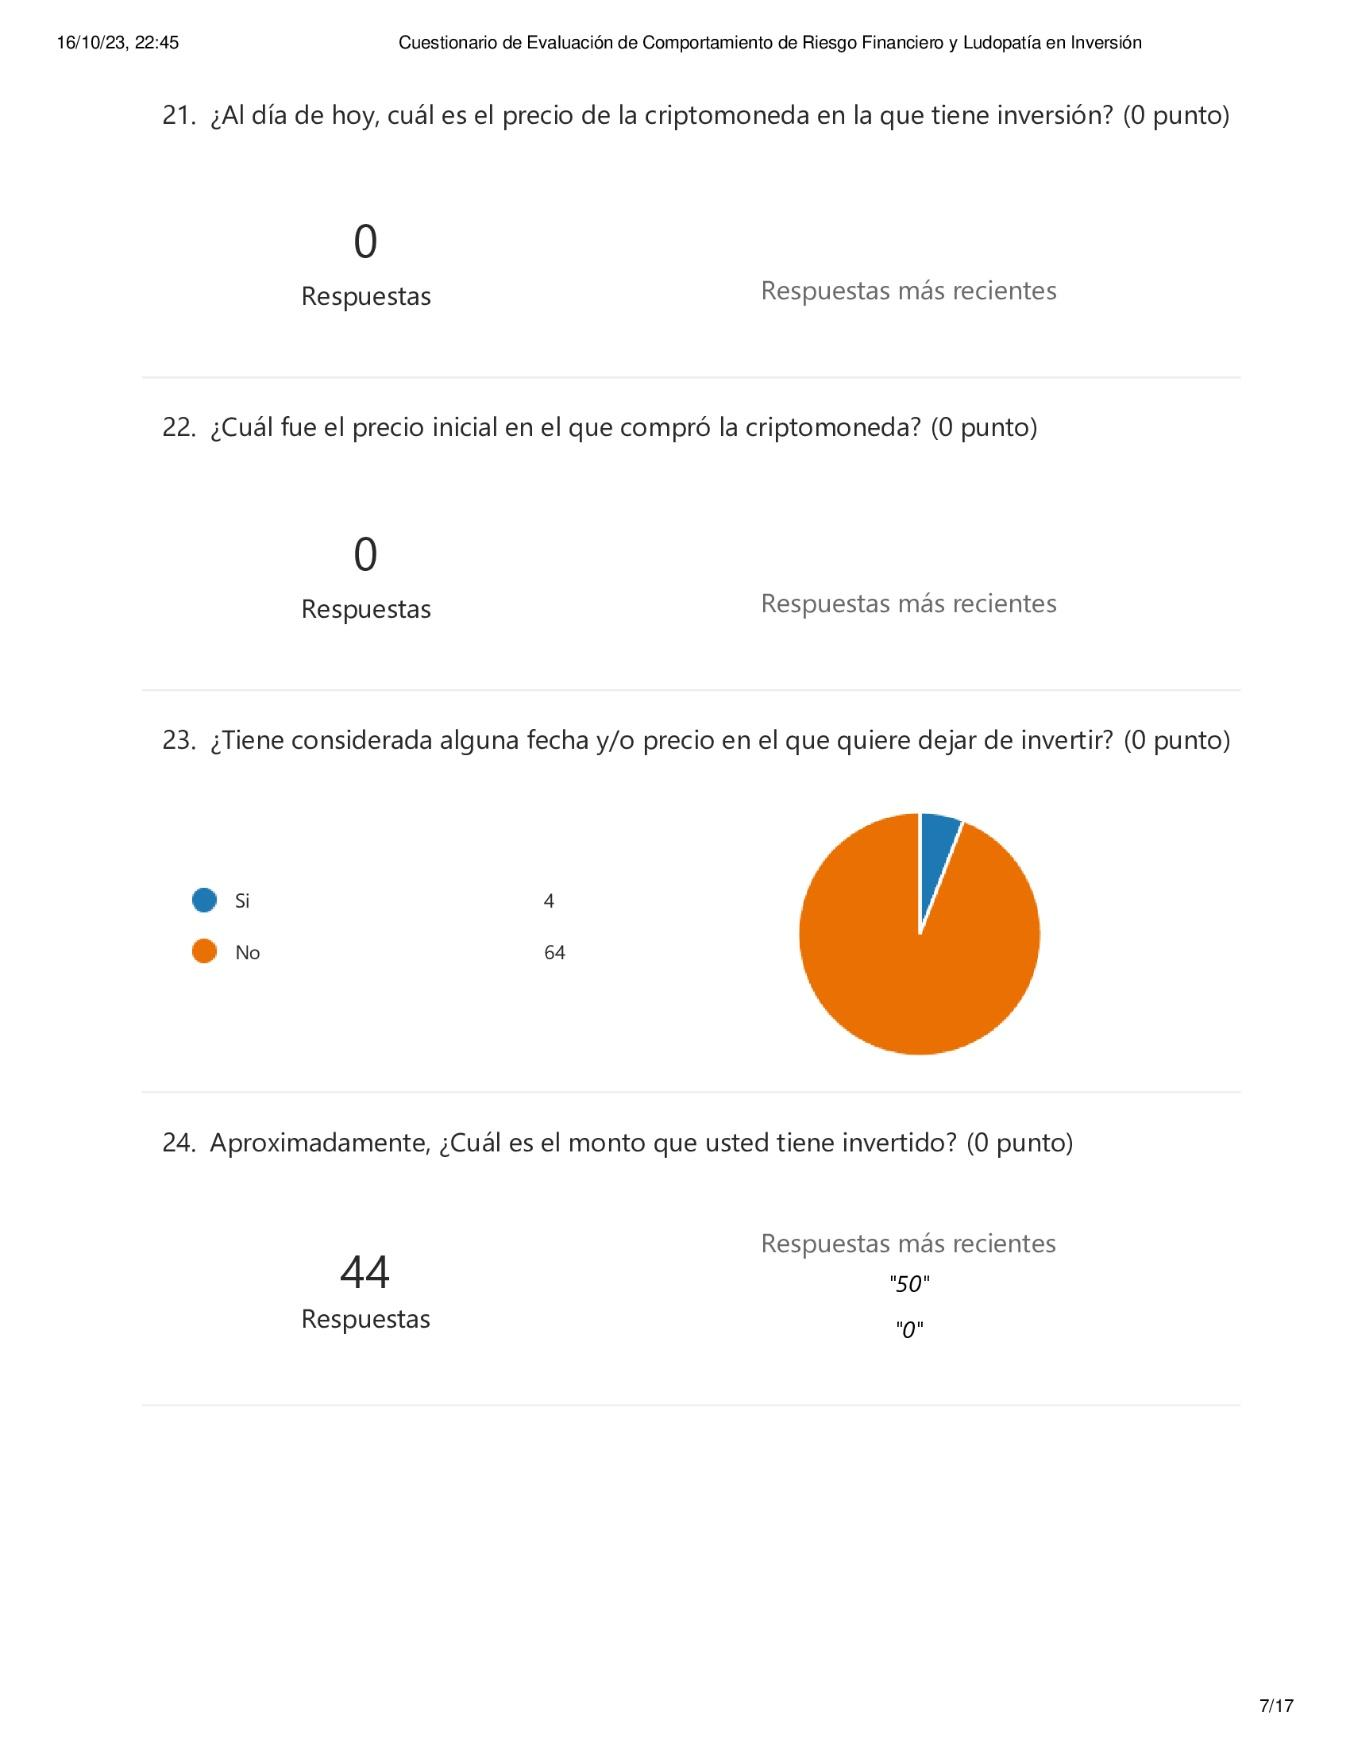 16/10/23, 22:45
Cuestionario de Evaluación de Comportamiento de Riesgo Financiero y Ludopatía en Inversión
21. ¿Al día de hoy, cuál es el precio de la criptomoneda en la que tiene inversión? (0 punto)
0
Respuestas
Respuestas más recientes
22. ¿Cuál fue el precio inicial en el que compró la criptomoneda? (0 punto)
0
Respuestas
Respuestas más recientes
23. ¿Tiene considerada alguna fecha y/o precio en el que quiere dejar de invertir? (0 punto)
Si 4
No 64
24. Aproximadamente, ¿Cuál es el monto que usted tiene invertido? (0 punto)
44
Respuestas
Respuestas más recientes
"50"
"0"
7/17